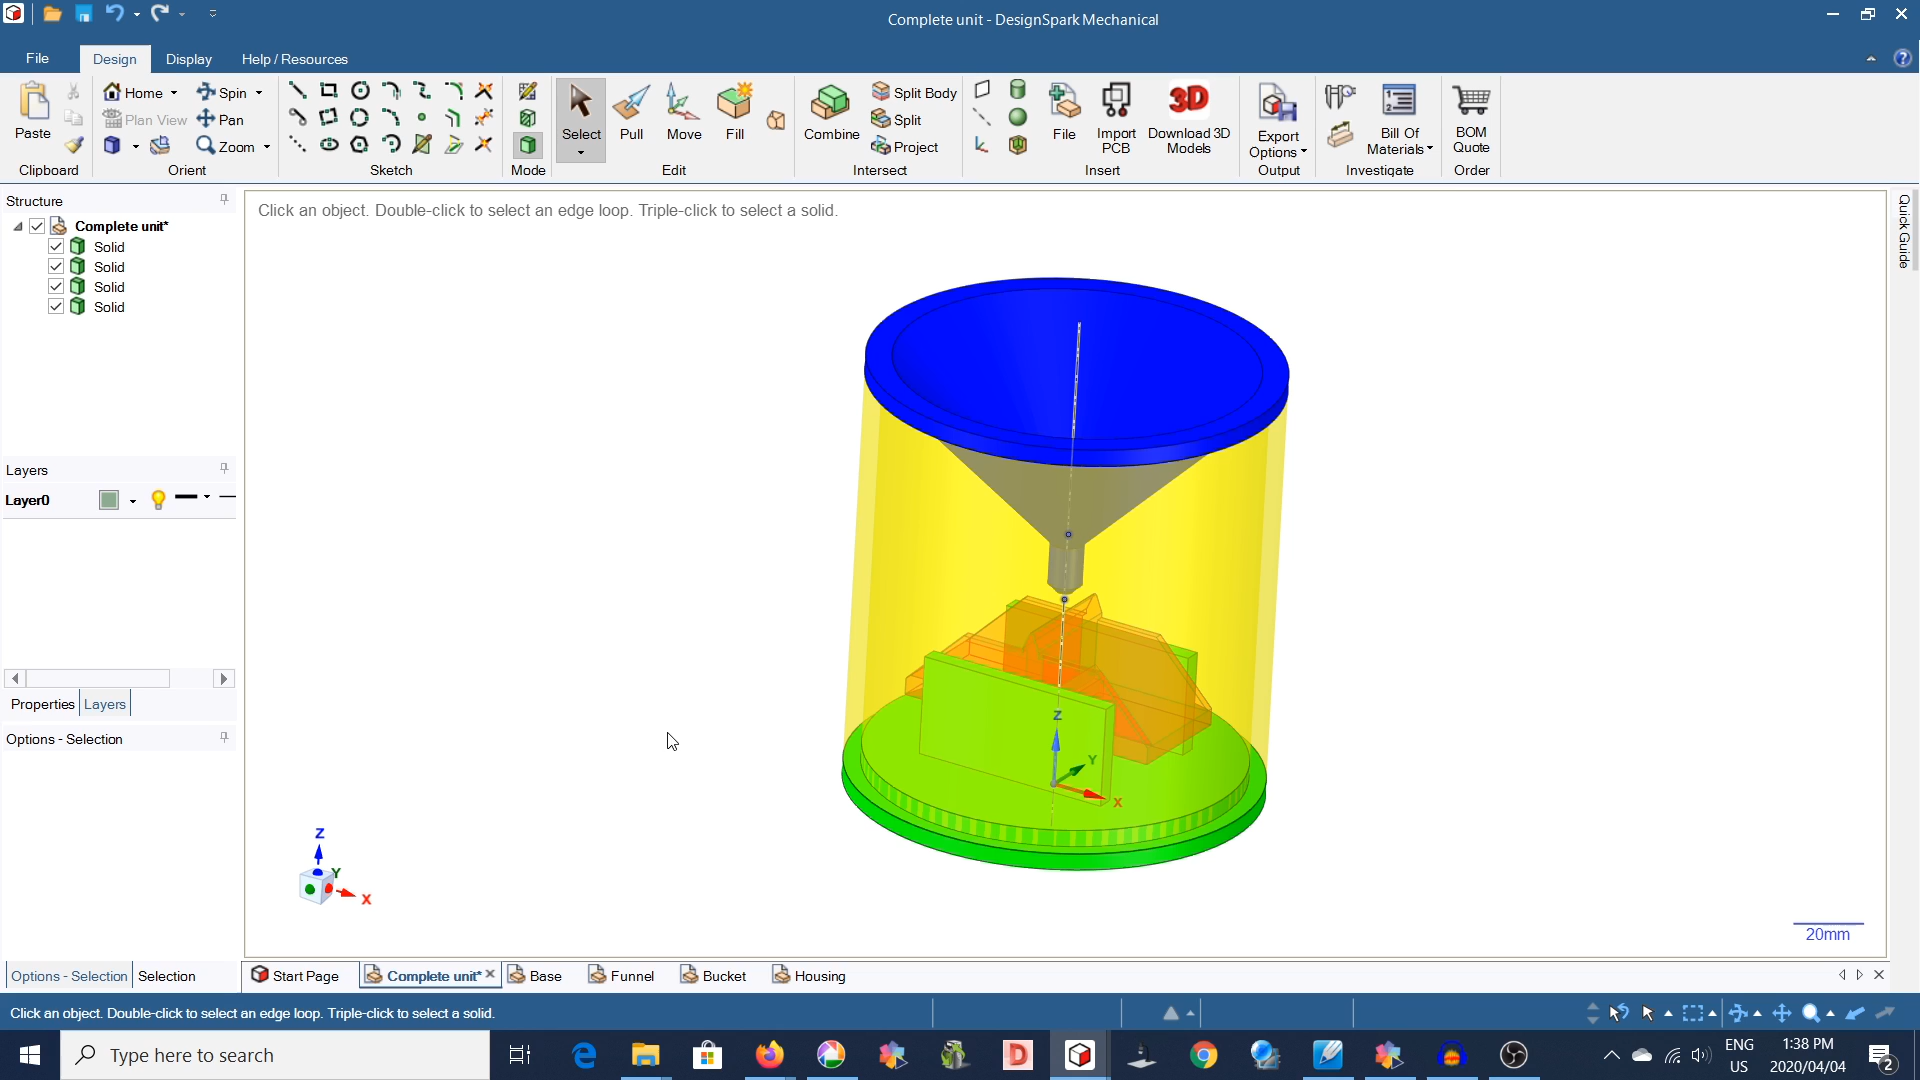 Complete unit - DesignSpark Mechanical
File Design Display Help / Resources
Paste
Clipboard
Home Spin
Plan View Pan
Zoom
Orient
Sketch
Mode
Select Pull Move Fill
Edit
Combine
Split Body
Split
Project
Intersect
File
Import PCB
3D
Download 3D Models
Insert
Export Options
Output
Bill Of Materials
Investigate
BOM Quote
Order
Structure
Complete unit*
Solid
Solid
Solid
Solid
Layers
Layer0
Properties Layers
Options - Selection
Options - Selection Selection
Click an object. Double-click to select an edge loop. Triple-click to select a solid.
Quick Guide
Z
Y
X
Z
Y
X
20mm
Start Page Complete unit* Base Funnel Bucket Housing
Click an object. Double-click to select an edge loop. Triple-click to select a solid.
Type here to search
ENG
US
1:38 PM
2020/04/04
2